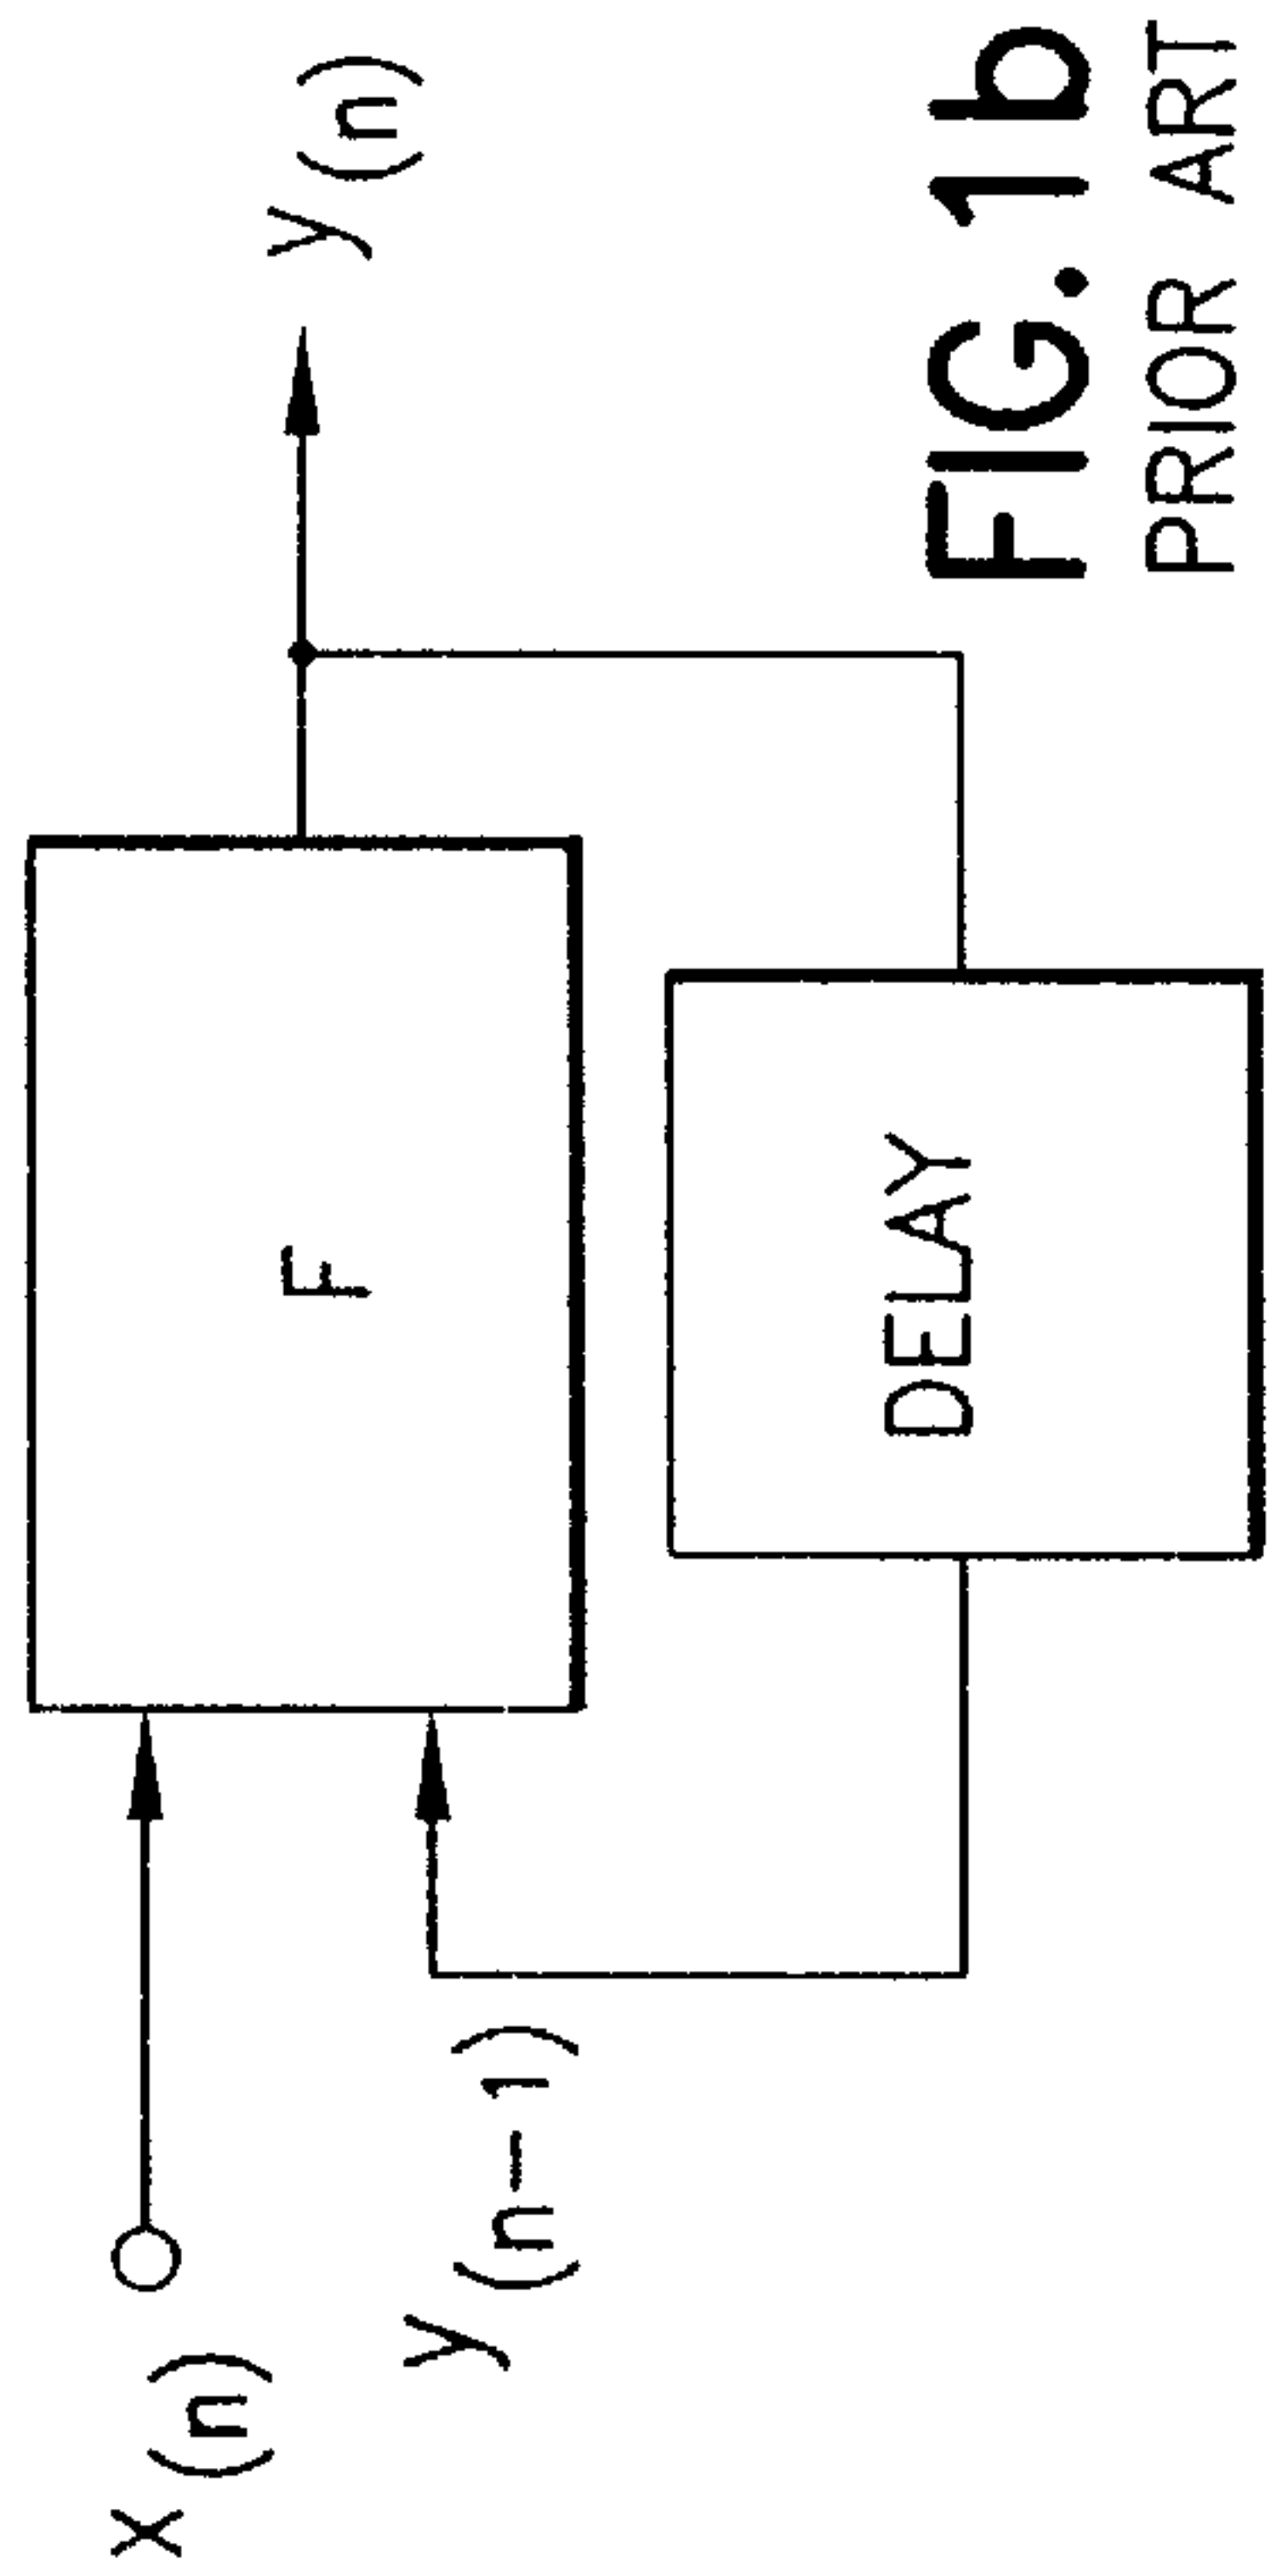 x(n)
y(n-1)
F
DELAY
y(n)
FIG. 1b
PRIOR ART